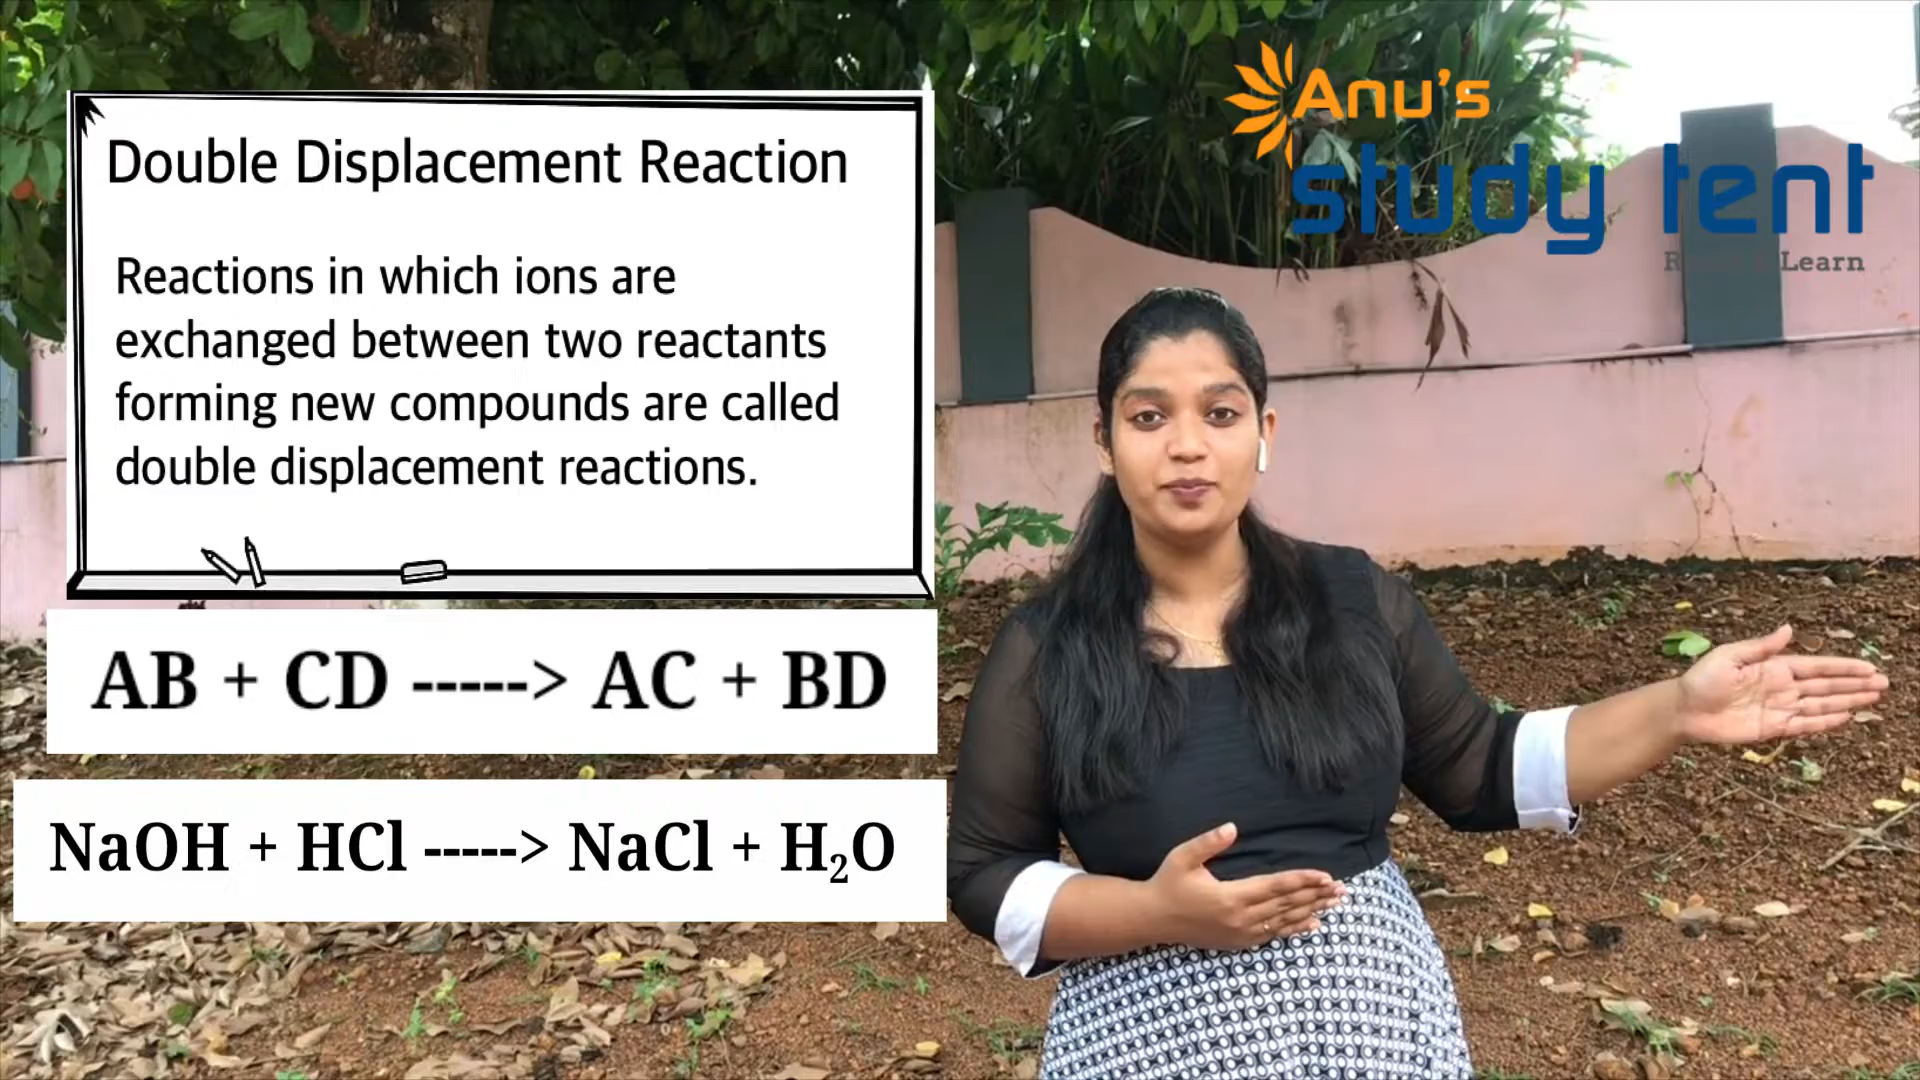 Anu's
study tent
Learn
Double Displacement Reaction
Reactions in which ions are
exchanged between two reactants
forming new compounds are called
double displacement reactions.
AB + CD -----> AC + BD
NaOH + HCl -----> NaCl + H₂O